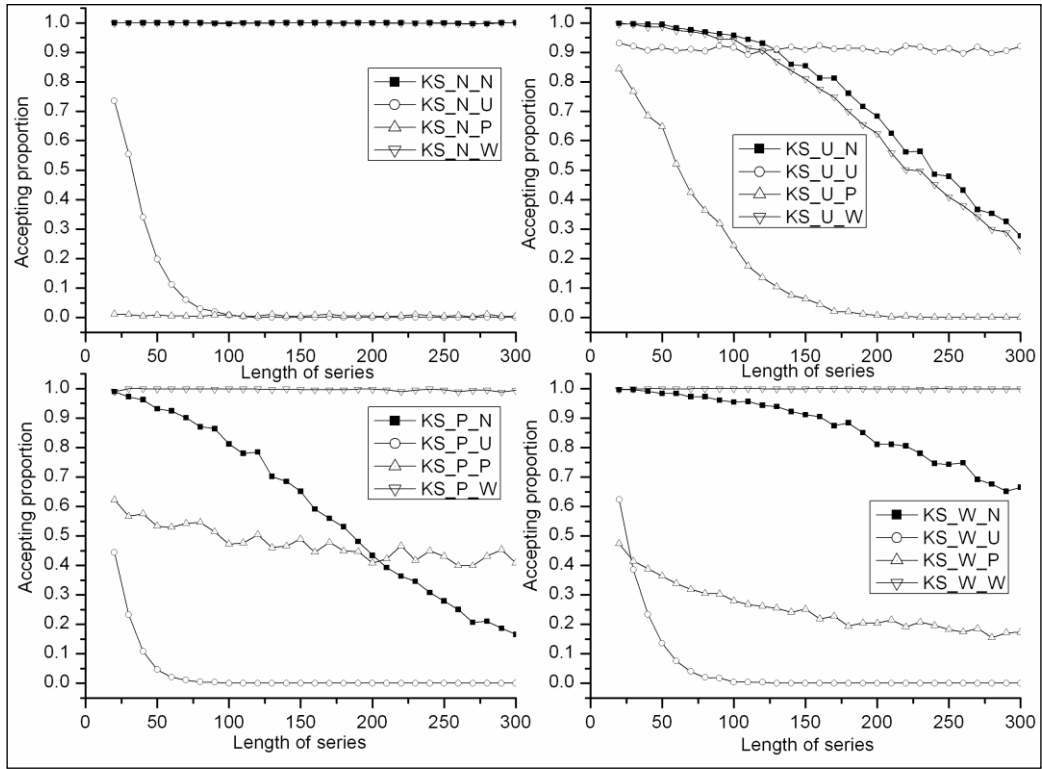 Accepting proportion
1.0
0.9
0.8
0.7
0.6
0.5
0.4
0.3
0.2
0.1
0.0
KS_N_N
KS_N_U
KS_N_P
KS_N_W
0 50 100 150 200 250 300
Length of series
Accepting proportion
1.0
0.9
0.8
0.7
0.6
0.5
0.4
0.3
0.2
0.1
0.0
KS_U_N
KS_U_U
KS_U_P
KS_U_W
0 50 100 150 200 250 300
Length of series
Accepting proportion
1.0
0.9
0.8
0.7
0.6
0.5
0.4
0.3
0.2
0.1
0.0
KS_P_N
KS_P_U
KS_P_P
KS_P_W
0 50 100 150 200 250 300
Length of series
Accepting proportion
1.0
0.9
0.8
0.7
0.6
0.5
0.4
0.3
0.2
0.1
0.0
KS_W_N
KS_W_U
KS_W_P
KS_W_W
0 50 100 150 200 250 300
Length of series